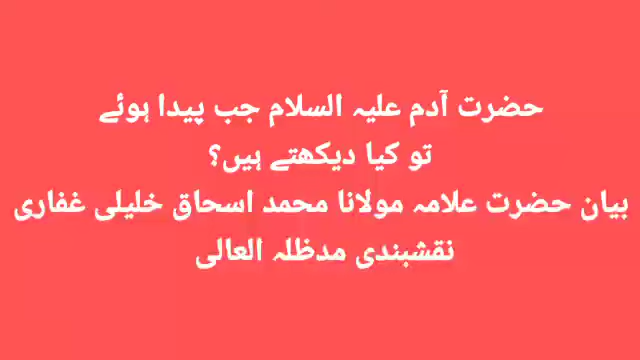 حضرت آدم علیہ السلام جب پیدا ہوئے
تو کیا دیکھتے ہیں؟
بیان حضرت علامہ مولانا محمد اسحاق خلیلی غفاری
نقشبندی مدظلہ العالی